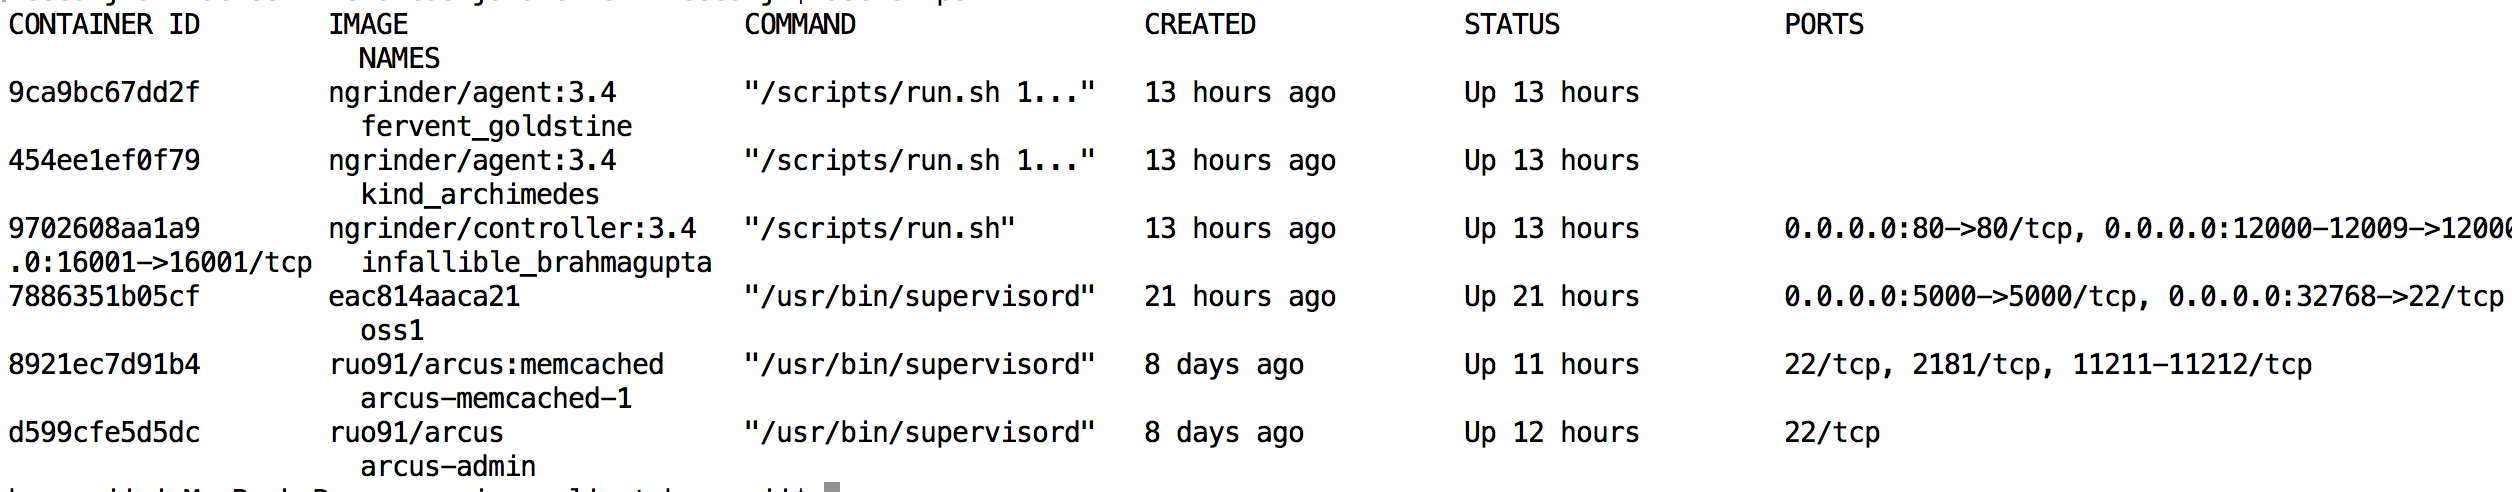 CONTAINER ID IMAGE COMMAND CREATED STATUS PORTS
NAMES
9ca9bc67dd2f ngrinder/agent:3.4 "/scripts/run.sh 1..." 13 hours ago Up 13 hours
fervent_goldstine
454ee1ef0f79 ngrinder/agent:3.4 "/scripts/run.sh 1..." 13 hours ago Up 13 hours
kind_archimedes
9702608aa1a9 ngrinder/controller:3.4 "/scripts/run.sh" 13 hours ago Up 13 hours 0.0.0.0:80->80/tcp, 0.0.0.0:12000-12009->12000
.0:16001->16001/tcp infallible_brahmagupta
7886351b05cf eac814aaca21 "/usr/bin/supervisord" 21 hours ago Up 21 hours 0.0.0.0:5000->5000/tcp, 0.0.0.0:32768->22/tcp
oss1
8921ec7d91b4 ruo91/arcus:memcached "/usr/bin/supervisord" 8 days ago Up 11 hours 22/tcp, 2181/tcp, 11211-11212/tcp
arcus-memcached-1
d599cfe5d5dc ruo91/arcus "/usr/bin/supervisord" 8 days ago Up 12 hours 22/tcp
arcus-admin